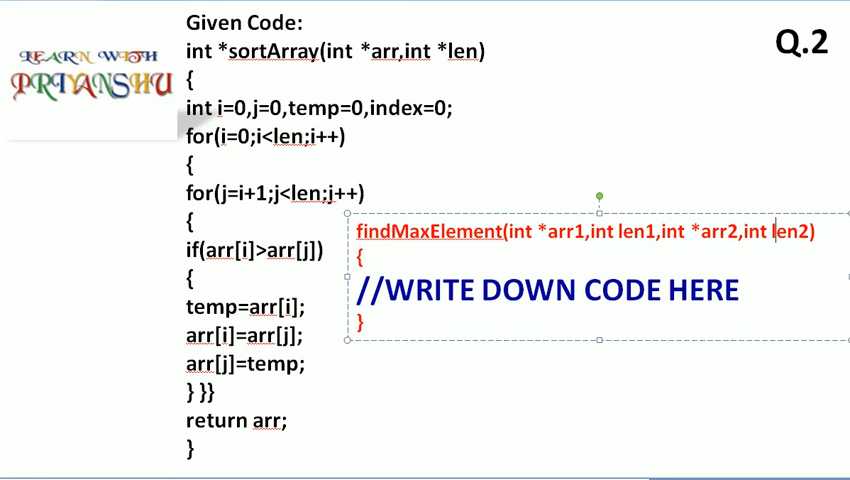 LEARN WITH
PRIYANSHU
Q.2
Given Code:
int *sortArray(int *arr,int *len)
{
int i=0,j=0,temp=0,index=0;
for(i=0;i<len;i++)
{
for(j=i+1;j<len;j++)
{
if(arr[i]>arr[j])
{
temp=arr[i];
arr[i]=arr[j];
arr[j]=temp;
} }}
return arr;
}
findMaxElement(int *arr1,int len1,int *arr2,int len2)
{
//WRITE DOWN CODE HERE
}